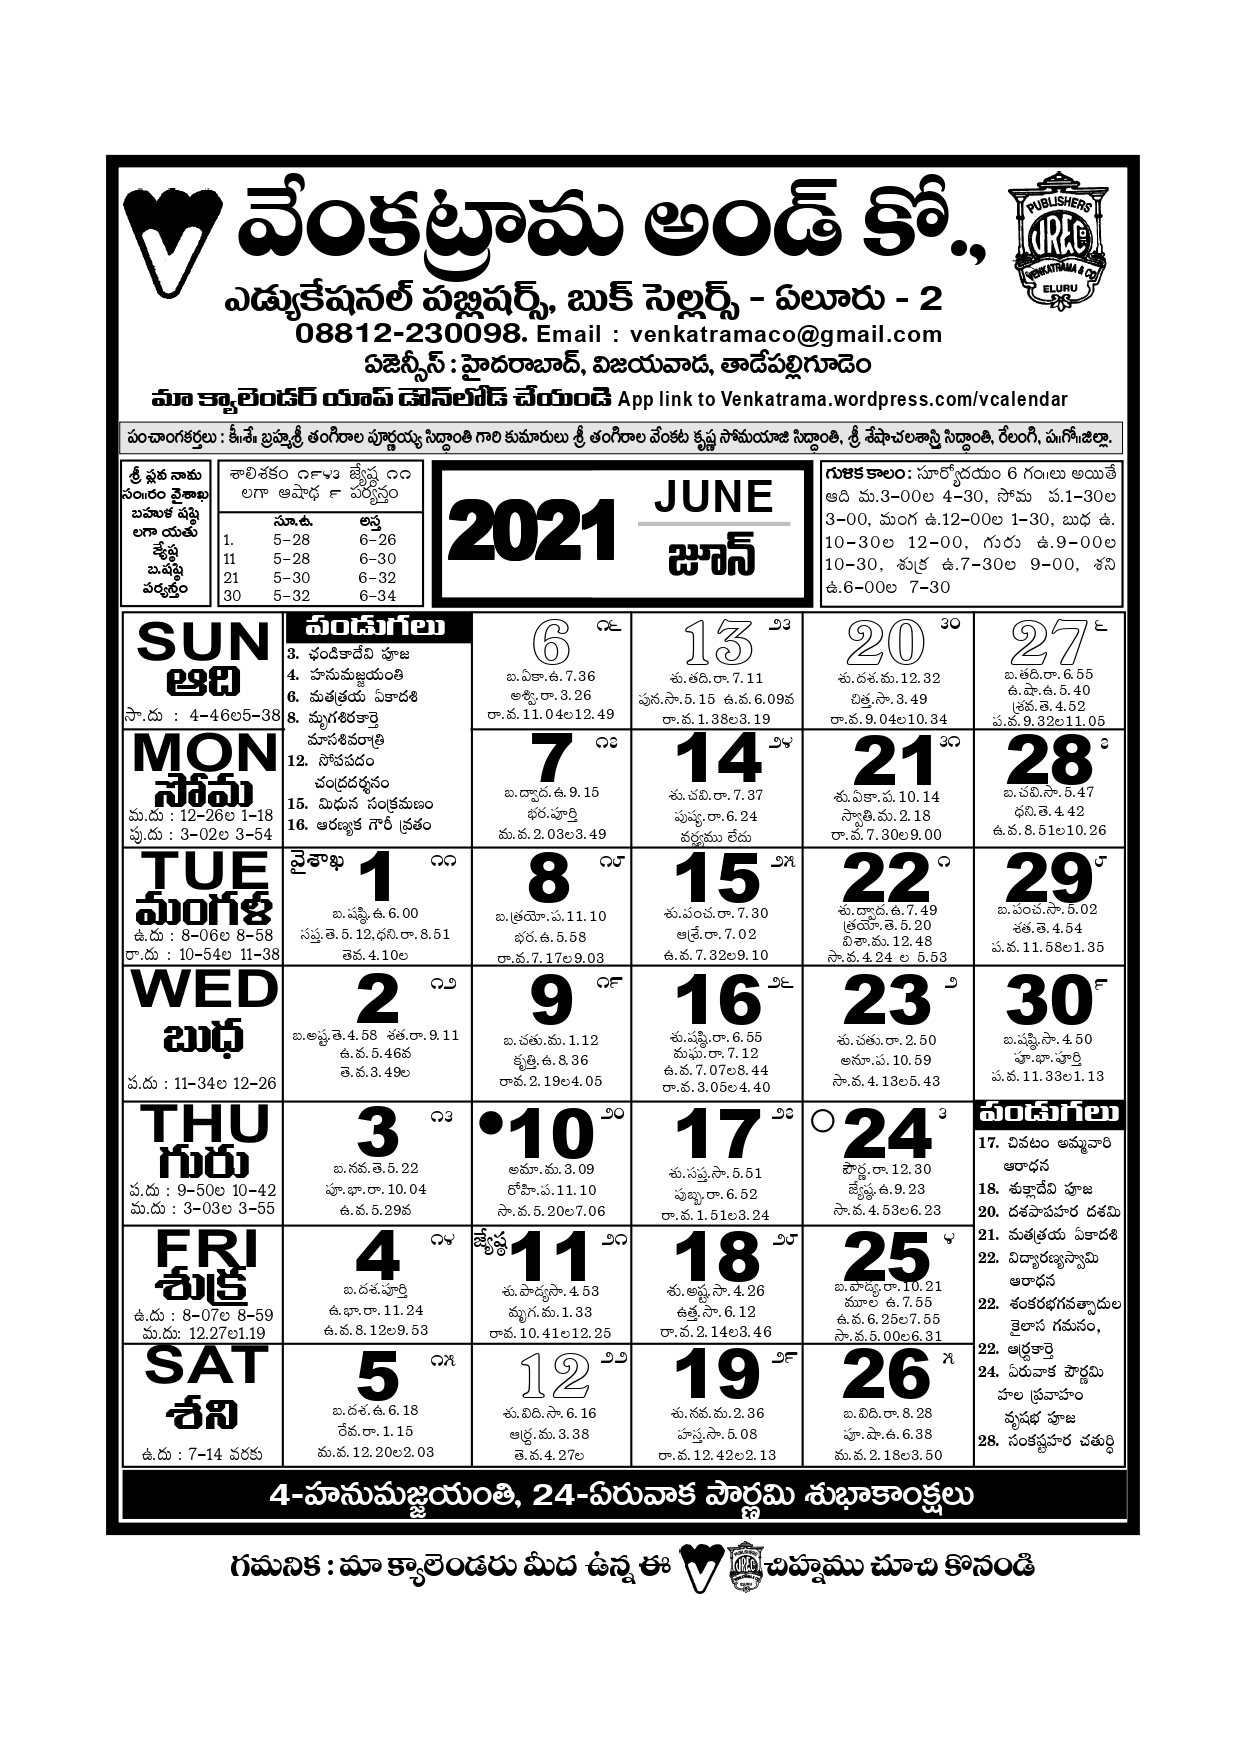 వేంకట్రామ అండ్ కో.,
PUBLISHERS
VRECO
VENKATRAMA & CO
ELURU
ఎడ్యుకేషనల్ పబ్లిషర్స్, బుక్ సెల్లర్స్ - ఏలూరు - 2
08812-230098. Email : venkatramaco@gmail.com
ఏజెన్సీస్ : హైదరాబాద్, విజయవాడ, తాడేపల్లిగూడెం
మా క్యాలెండర్ యాప్ డౌన్‌లోడ్ చేయండి App link to Venkatrama.wordpress.com/vcalendar
పంచాంగకర్తలు : కీ॥శే॥ బ్రహ్మశ్రీ తంగిరాల పూర్ణయ్య సిద్ధాంతి గారి కుమారులు శ్రీ తంగిరాల వేంకట కృష్ణ సోమయాజి సిద్ధాంతి, శ్రీ శేషాచలశాస్త్రి సిద్ధాంతి, రేలంగి, ప॥గో॥జిల్లా.
శ్రీ ప్లవ నామ
సం॥రం వైశాఖ
బహుళ షష్ఠి
లగా యతు
జ్యేష్ఠ
బ.షష్ఠి
పర్యన్తం
శాలిశకం ౧౯౪౩ జ్యేష్ఠ ౧౧
లగా ఆషాఢ ౯ పర్యన్తం
సూ.ఉ. అస్త
1. 5-28 6-26
11 5-28 6-30
21 5-30 6-32
30 5-32 6-34
2021
JUNE
జూన్
గుళిక కాలం : సూర్యోదయం 6 గం॥లు అయితే
ఆది మ.3-00ల 4-30, సోమ ప.1-30ల
3-00, మంగ ఉ.12-00ల 1-30, బుధ ఉ.
10-30ల 12-00, గురు ఉ.9-00ల
10-30, శుక్ర ఉ.7-30ల 9-00, శని
ఉ.6-00ల 7-30
SUN
ఆది
సా.దు : 4-46ల5-38
పండుగలు
3. ఛండికాదేవి పూజ
4. హనుమజ్జయంతి
6. మతత్రయ ఏకాదశి
8. మృగశిరకార్తె
మాసశివరాత్రి
12. సోపపదం
చంద్రదర్శనం
15. మిధున సంక్రమణం
16. ఆరణ్యక గౌరీ వ్రతం
6 ౧౬
బ.ఏకా.ఉ.7.36
అశ్వి.రా.3.26
రా.వ.11.04ల12.49
13 ౨౩
శు.తది.రా.7.11
పున.సా.5.15 ఉ.వ.6.09వ
రా.వ.1.38ల3.19
20 ౩౦
శు.దశ.మ.12.32
చిత్త.సా.3.49
రా.వ.9.04ల10.34
27 ౬
బ.తది.రా.6.55
ఉ.షా.ఉ.5.40
శ్రవ.తె.4.52
ప.వ.9.32ల11.05
MON
సోమ
మ.దు : 12-26ల 1-18
పు.దు : 3-02ల 3-54
7 ౧౭
బ.ద్వాద.ఉ.9.15
భర.పూర్తి
మ.వ.2.03ల3.49
14 ౨౪
శు.చవి.రా.7.37
పుష్య.రా.6.24
వర్జ్యము లేదు
21 ౩౧
శు.ఏకా.ప.10.14
స్వాతి.మ.2.18
రా.వ.7.30ల9.00
28 ౭
బ.చవి.సా.5.47
ధని.తె.4.42
ఉ.వ.8.51ల10.26
TUE
మంగళ
ఉ.దు : 8-06ల 8-58
రా.దు : 10-54ల 11-38
వైశాఖ 1 ౧౧
బ.షష్ఠి.ఉ.6.00
సప్త.తె.5.12,ధని.రా.8.51
తెవ.4.10ల
8 ౧౮
బ.త్రయో.ప.11.10
భర.ఉ.5.58
రా.వ.7.17ల9.03
15 ౨౫
శు.పంచ.రా.7.30
ఆశ్రే.రా.7.02
ఉ.వ.7.32ల9.10
22 ౧
శు.ద్వాద.ఉ.7.49
త్రయో.తె.5.20
విశా.మ.12.48
సా.వ.4.24 ల 5.53
29 ౮
బ.పంచ.సా.5.02
శత.తె.4.54
ప.వ.11.58ల1.35
WED
బుధ
ప.దు : 11-34ల 12-26
2 ౧౨
బ.అష్ట.తె.4.58 శత.రా.9.11
ఉ.వ.5.46వ
తె.వ.3.49ల
9 ౧౯
బ.చతు.మ.1.12
కృత్తి.ఉ.8.36
రావ.2.19ల4.05
16 ౨౬
శు.షష్ఠి.రా.6.55
మఘ.రా.7.12
ఉ.వ.7.07ల8.44
రా.వ.3.05ల4.40
23 ౨
శు.చతు.రా.2.50
అనూ.ప.10.59
సా.వ.4.13ల5.43
30 ౯
బ.షష్ఠి.సా.4.50
పూ.భా.పూర్తి
ప.వ.11.33ల1.13
THU
గురు
ప.దు : 9-50ల 10-42
మ.దు : 3-03ల 3-55
3 ౧౩
బ.నవ.తె.5.22
పూ.భా.రా.10.04
ఉ.వ.5.29వ
10 ౨౦
అమా.మ.3.09
రోహి.ప.11.10
సా.వ.5.20ల7.06
17 ౨౭
శు.సప్త.సా.5.51
పుబ్బ.రా.6.52
రా.వ.1.51ల3.24
24 ౩
పౌర్ణ.రా.12.30
జ్యేష్ఠ.ఉ.9.23
సా.వ.4.53ల6.23
పండుగలు
17. చివటం అమ్మవారి
ఆరాధన
18. శుక్లాదేవి పూజ
20. దశపాపహర దశమి
21. మతత్రయ ఏకాదశి
22. విద్యారణ్యస్వామి
ఆరాధన
22. శంకరభగవత్పాదుల
కైలాస గమనం,
22. ఆర్ద్రకార్తె
24. ఏరువాక పౌర్ణమి
హల ప్రవాహం
వృషభ పూజ
28. సంకష్టహర చతుర్థి
FRI
శుక్ర
ఉ.దు : 8-07ల 8-59
మ.దు: 12.27ల1.19
4 ౧౪
బ.దశ.పూర్తి
ఉ.భా.రా.11.24
ఉ.వ.8.12ల9.53
జ్యేష్ఠ 11 ౨౧
శు.పాడ్యసా.4.53
మృగ.మ.1.33
రావ.10.41ల12.25
18 ౨౮
శు.అష్ట.సా.4.26
ఉత్త.సా.6.12
రా.వ.2.14ల3.46
25 ౪
బ.పాడ్య.రా.10.21
మూల ఉ.7.55
ఉ.వ.6.25ల7.55
సా.వ.5.00ల6.31
SAT
శని
ఉ.దు : 7-14 వరకు
5 ౧౫
బ.దశ.ఉ.6.18
రేవ.రా.1.15
మ.వ.12.20ల2.03
12 ౨౨
శు.విది.సా.6.16
ఆర్ద్ర.మ.3.38
తె.వ.4.27ల
19 ౨౯
శు.నవ.మ.2.36
హస్త.సా.5.08
రా.వ.12.42ల2.13
26 ౫
బ.విది.రా.8.28
పూ.షా.ఉ.6.38
మ.వ.2.18ల3.50
4-హనుమజ్జయంతి, 24-ఏరువాక పౌర్ణమి శుభాకాంక్షలు
గమనిక : మా క్యాలెండరు మీద ఉన్న ఈ చిహ్నము చూచి కొనండి